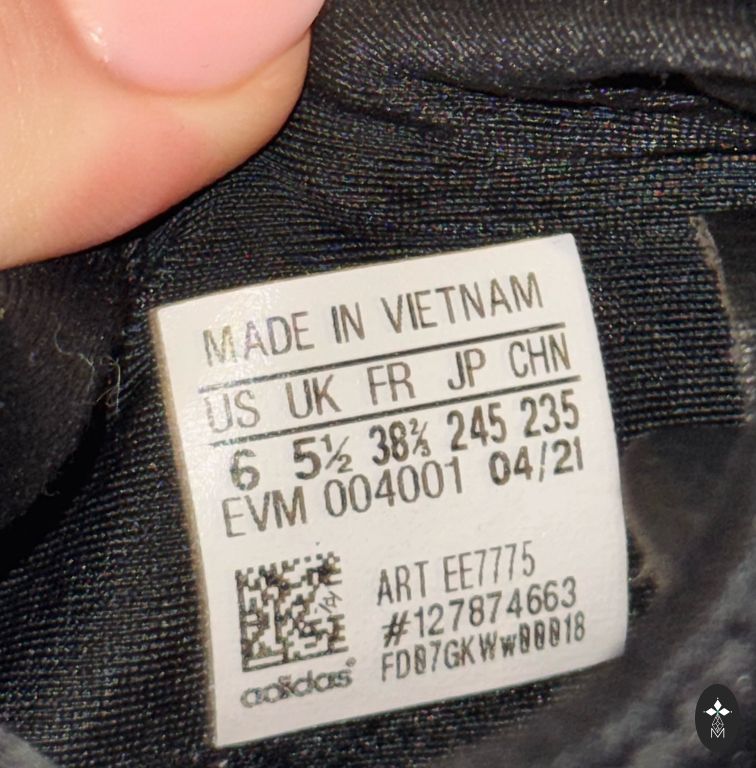 MADE IN VIETNAM
US UK FR JP CHN
6 5½ 38⅔ 245 235
EVM 004001 04/21
ART EE7775
#127874663
FD07GKWw00018
adidas®
M